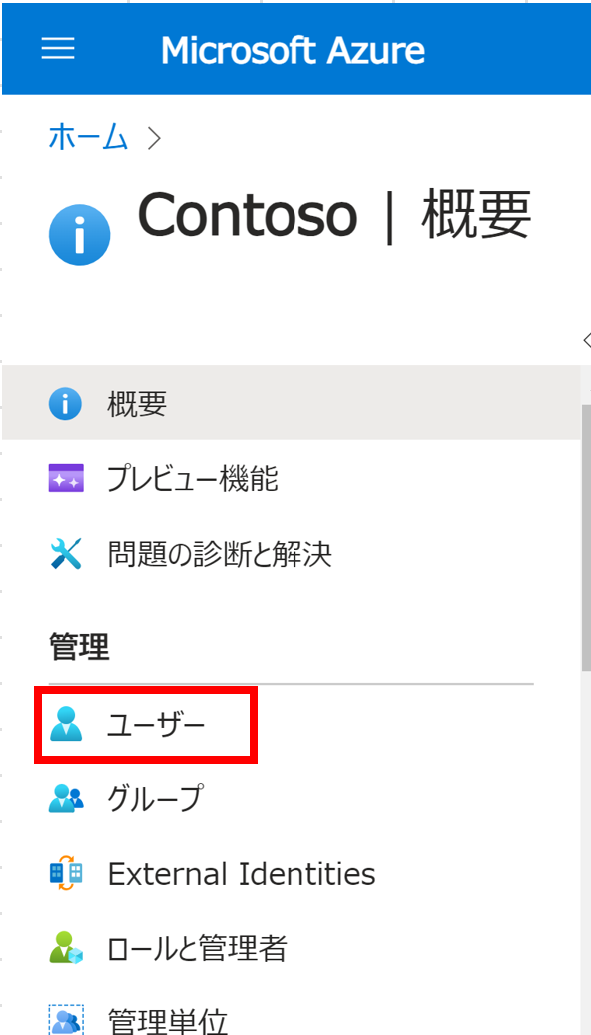 Microsoft Azure
ホーム >
Contoso | 概要
概要
プレビュー機能
問題の診断と解決
管理
ユーザー
グループ
External Identities
ロールと管理者
管理単位